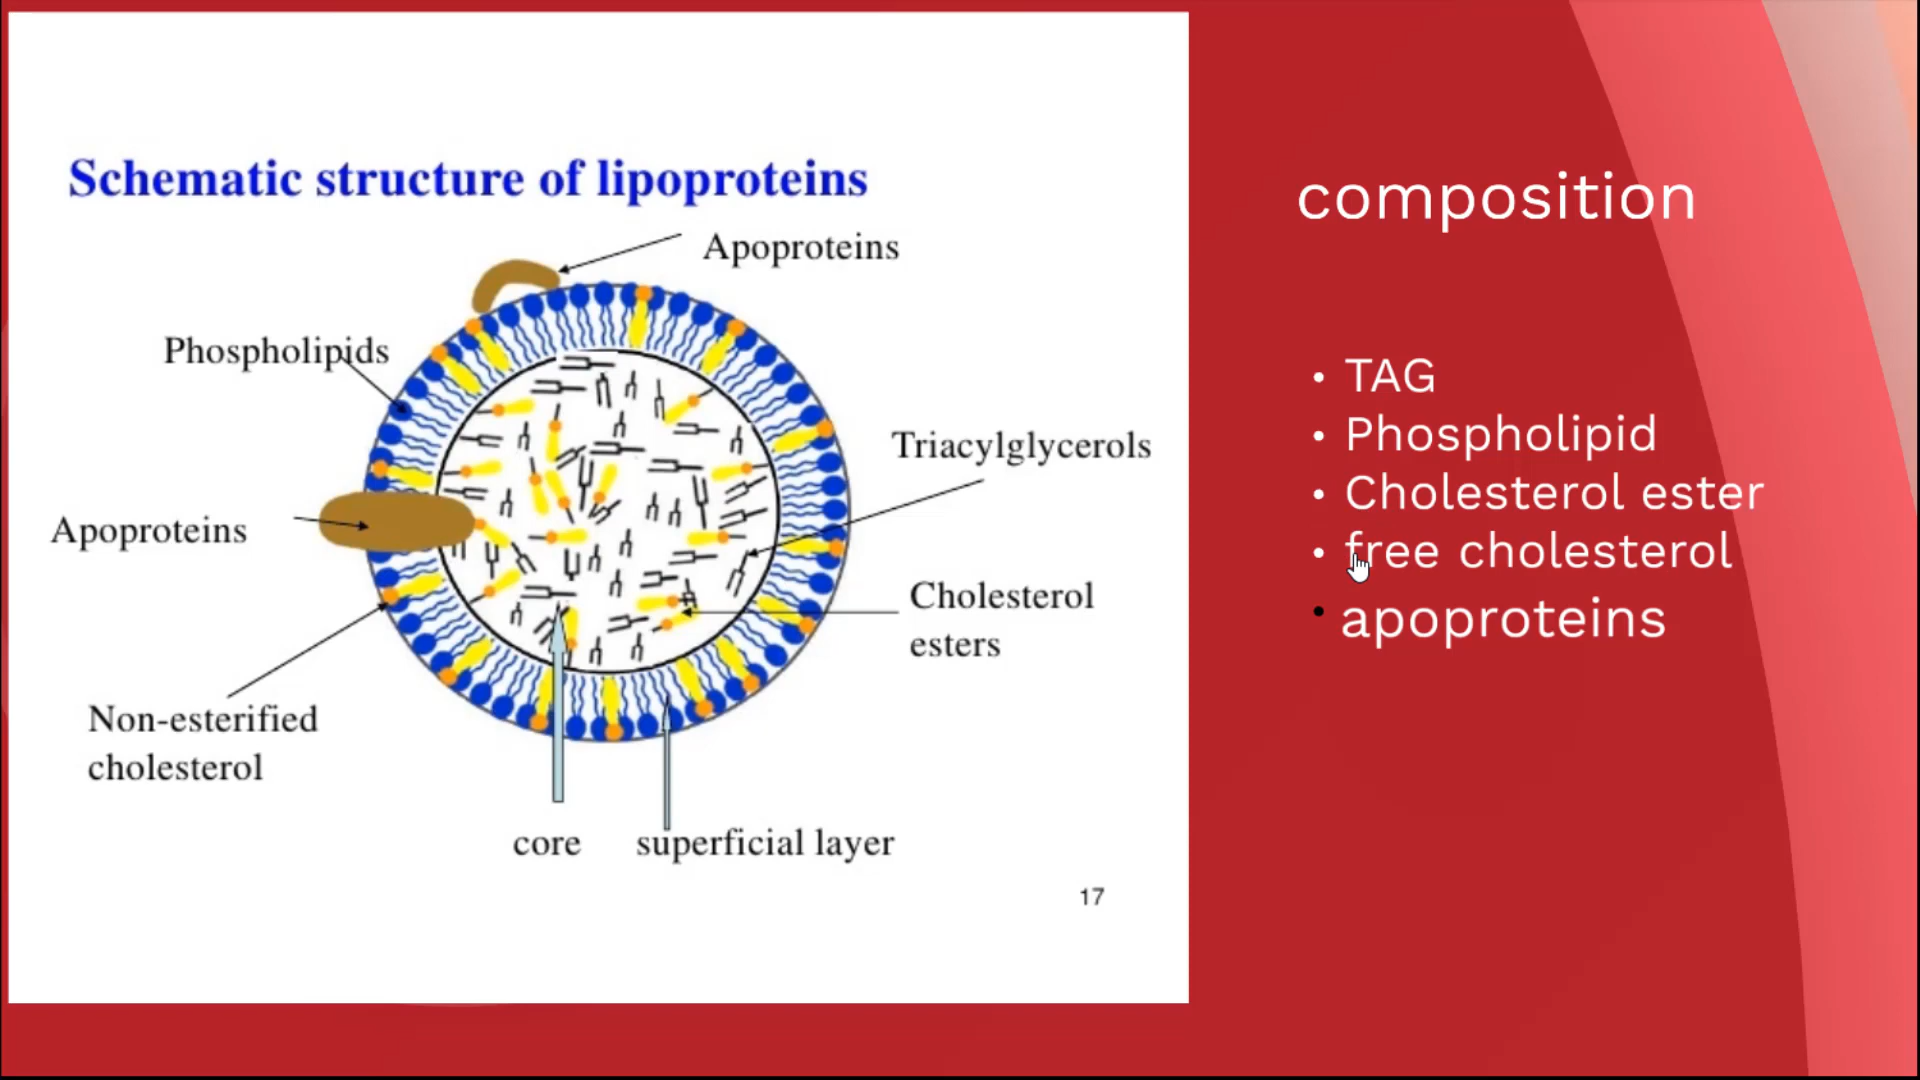 Schematic structure of lipoproteins
Apoproteins
Phospholipids
Triacylglycerols
Apoproteins
Cholesterol
esters
Non-esterified
cholesterol
core
superficial layer
17
composition
• TAG
• Phospholipid
• Cholesterol ester
• free cholesterol
• apoproteins